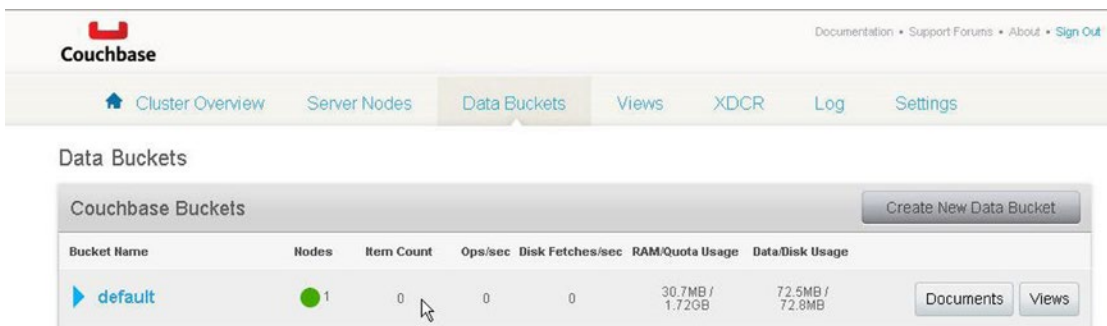 Couchbase
Documentation • Support Forums • About • Sign Out
Cluster Overview Server Nodes Data Buckets Views XDCR Log Settings
Data Buckets
Couchbase Buckets Create New Data Bucket
Bucket Name Nodes Item Count Ops/sec Disk Fetches/sec RAM/Quota Usage Data/Disk Usage
default 1 0 0 0 30.7MB / 1.72GB 72.5MB / 72.8MB Documents Views